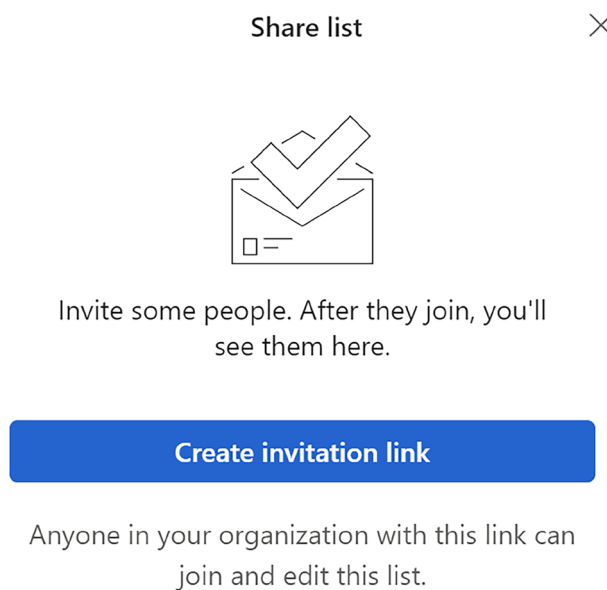 Share list
Invite some people. After they join, you'll
see them here.
Create invitation link
Anyone in your organization with this link can
join and edit this list.